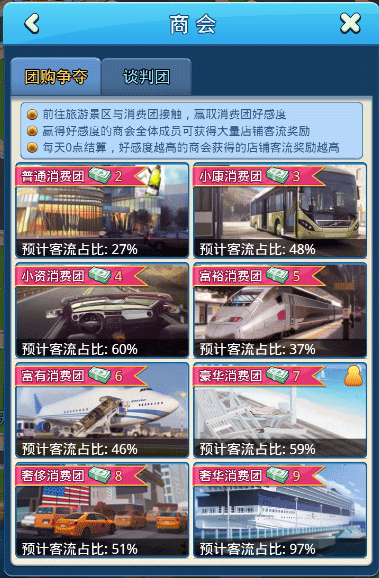 商会
团购争夺
谈判团
前往旅游景区与消费团接触，赢取消费团好感度
赢得好感度的商会全体成员可获得大量店铺客流奖励
每天0点结算，好感度越高的商会获得的店铺客流奖励越高
普通消费团 2
小康消费团 3
预计客流占比: 27%
预计客流占比: 48%
小资消费团 4
富裕消费团 5
预计客流占比: 60%
预计客流占比: 37%
富有消费团 6
豪华消费团 7
预计客流占比: 46%
预计客流占比: 59%
奢侈消费团 8
奢华消费团 9
预计客流占比: 51%
预计客流占比: 97%